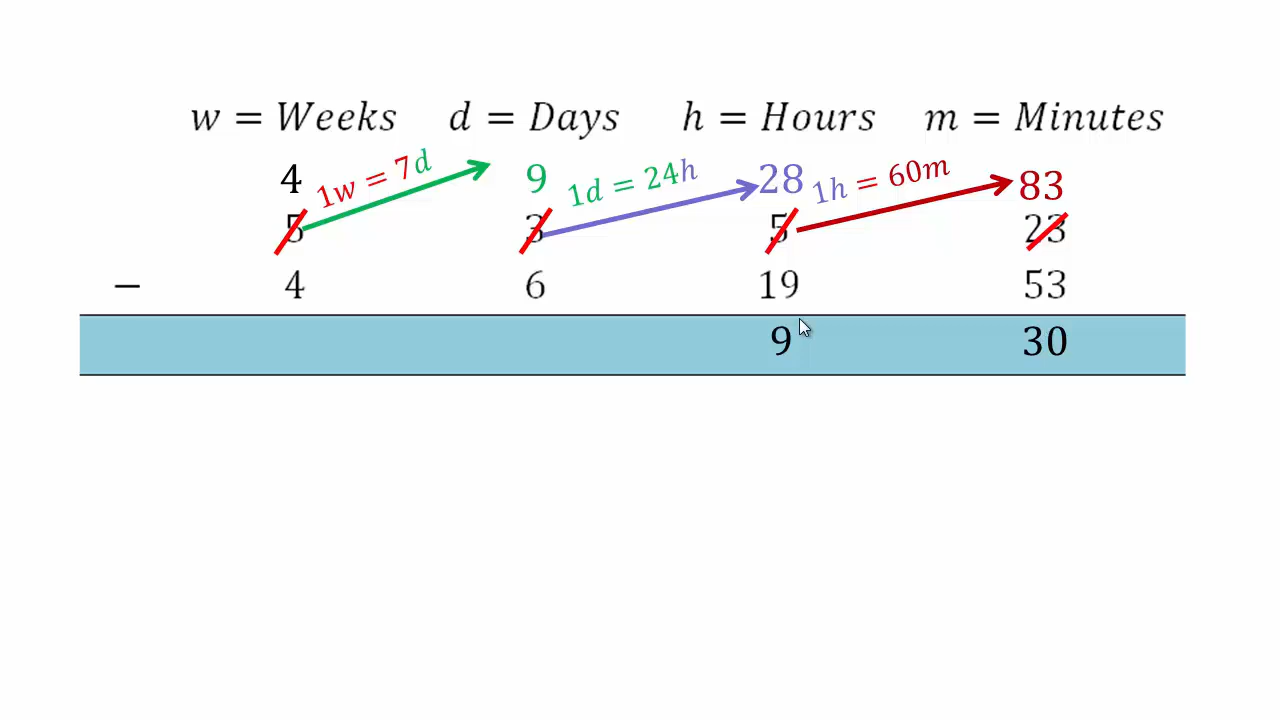 w = Weeks d = Days h = Hours m = Minutes
4 1w = 7d 9 1d = 24h 28 1h = 60m 83
5 3 5 23
− 4 6 19 53
9 30